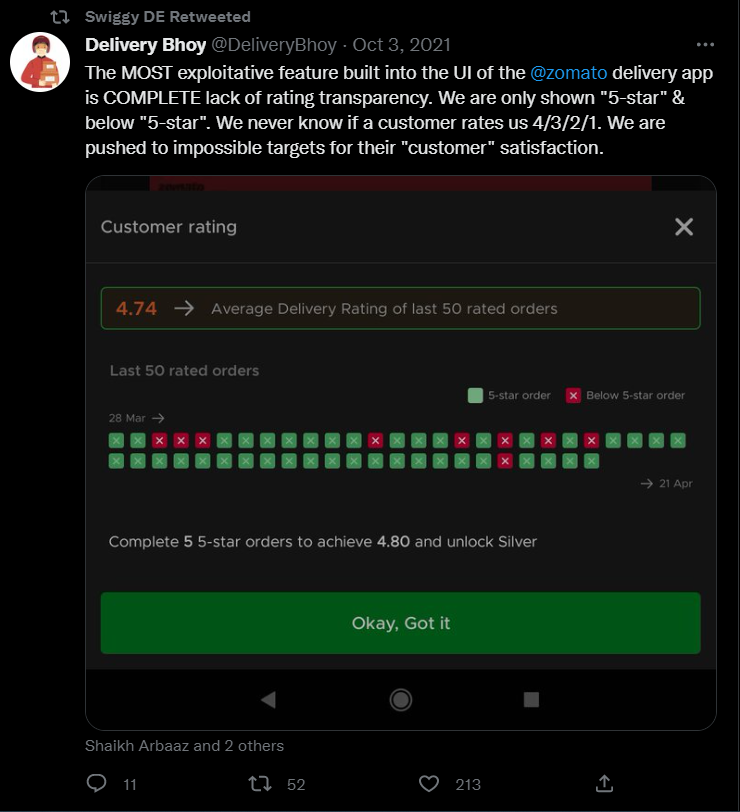 Swiggy DE Retweeted
Delivery Bhoy @DeliveryBhoy · Oct 3, 2021
The MOST exploitative feature built into the UI of the @zomato delivery app
is COMPLETE lack of rating transparency. We are only shown "5-star" &
below "5-star". We never know if a customer rates us 4/3/2/1. We are
pushed to impossible targets for their "customer" satisfaction.
zomato
Customer rating
4.74 → Average Delivery Rating of last 50 rated orders
Last 50 rated orders
5-star order Below 5-star order
28 Mar →
→ 21 Apr
Complete 5 5-star orders to achieve 4.80 and unlock Silver
Okay, Got it
Shaikh Arbaaz and 2 others
11 52 213